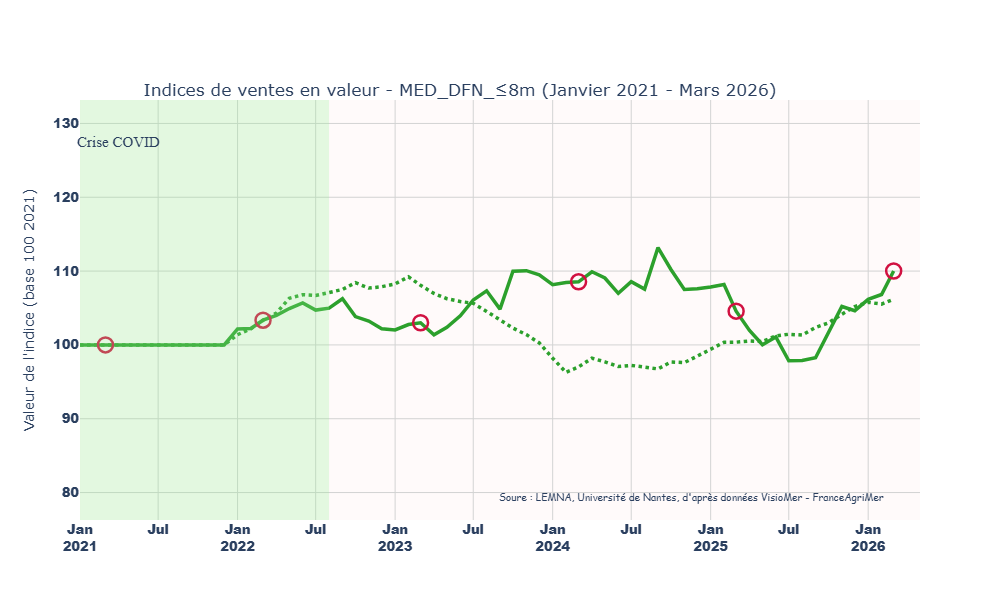 Indices de ventes en valeur - MED_DFN_≤8m (Janvier 2021 - Mars 2026)
130
Crise COVID
120
110
100
90
80
Valeur de l'indice (base 100 2021)
Soure : LEMNA, Université de Nantes, d'après données VisioMer - FranceAgriMer
Jan Jul Jan Jul Jan Jul Jan Jul Jan Jul Jan
2021 2022 2023 2024 2025 2026